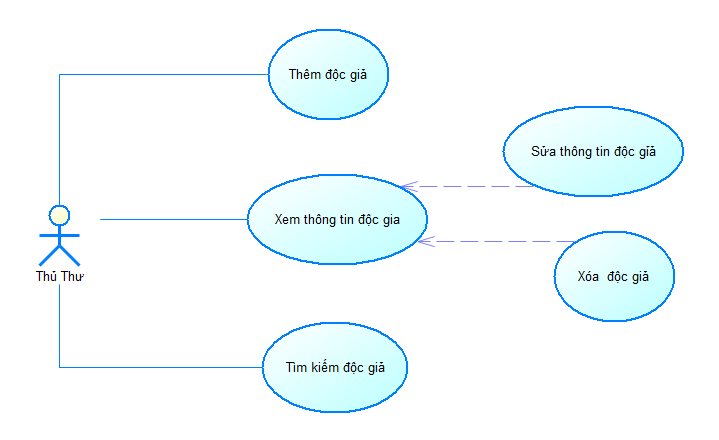 Thêm độc giả
Sửa thông tin độc giả
Xem thông tin độc gia
Xóa  độc giả
Thủ Thư
Tìm kiếm độc giả